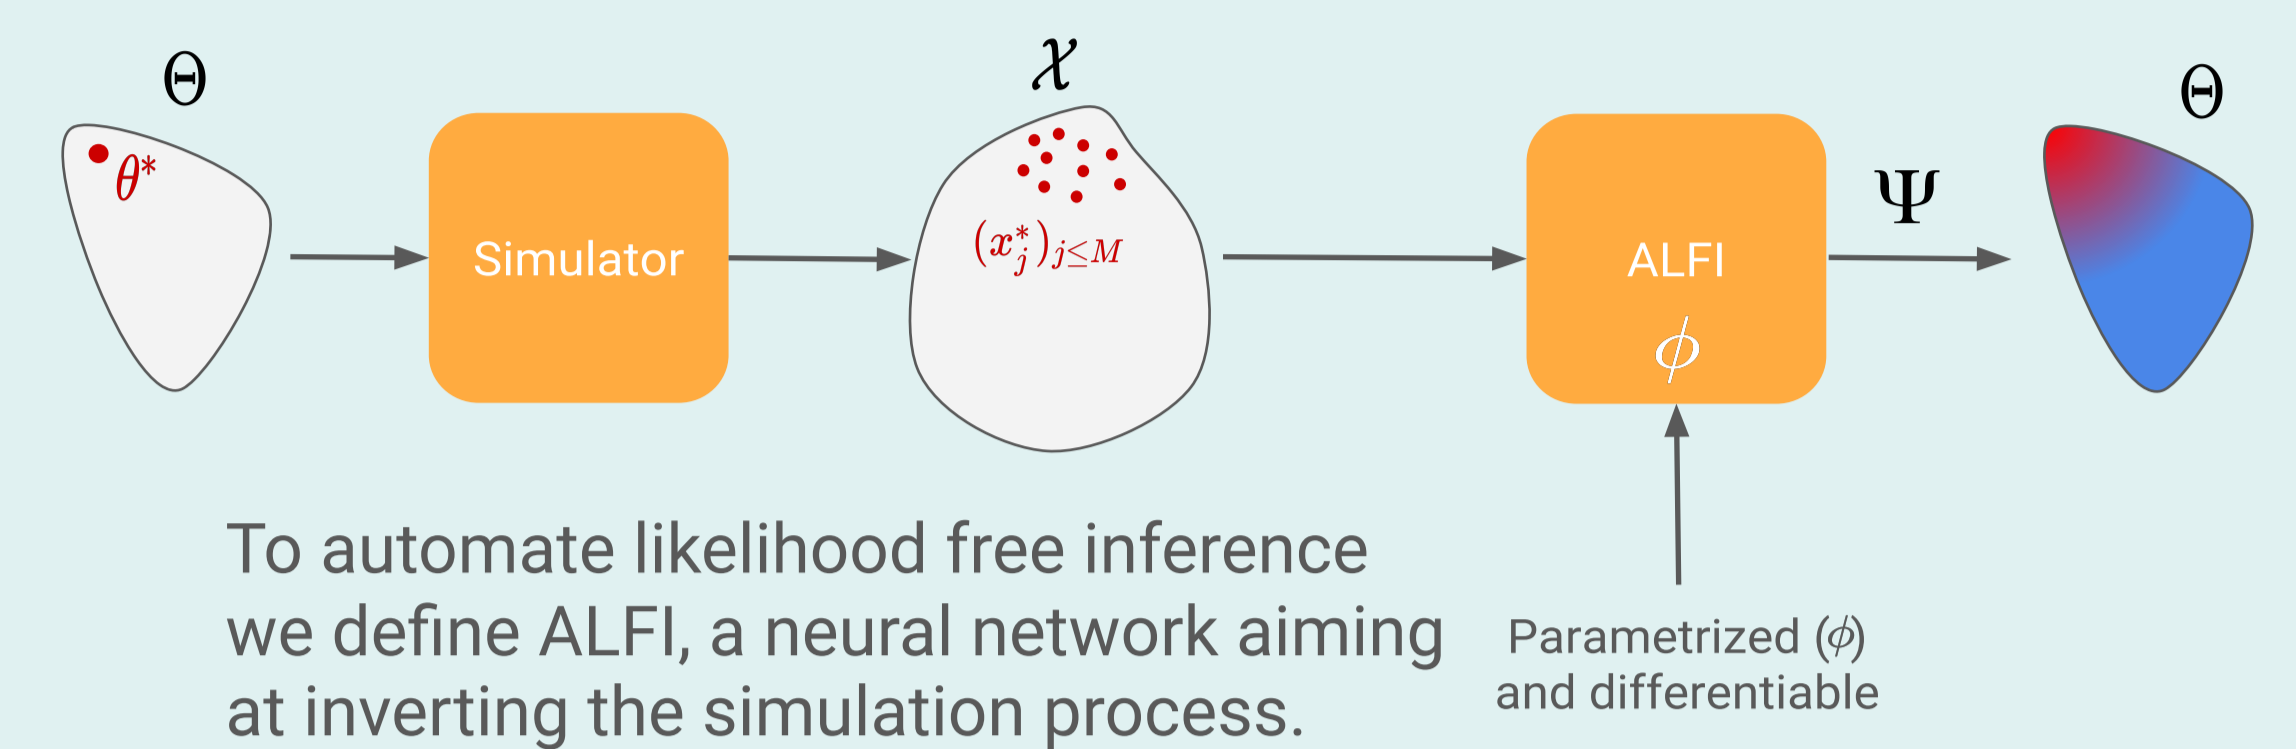 Θ
𝒳
Θ
θ*
Ψ
Simulator
(x*j)j≤M
ALFI
ϕ
To automate likelihood free inference
we define ALFI, a neural network aiming
at inverting the simulation process.
Parametrized (ϕ)
and differentiable